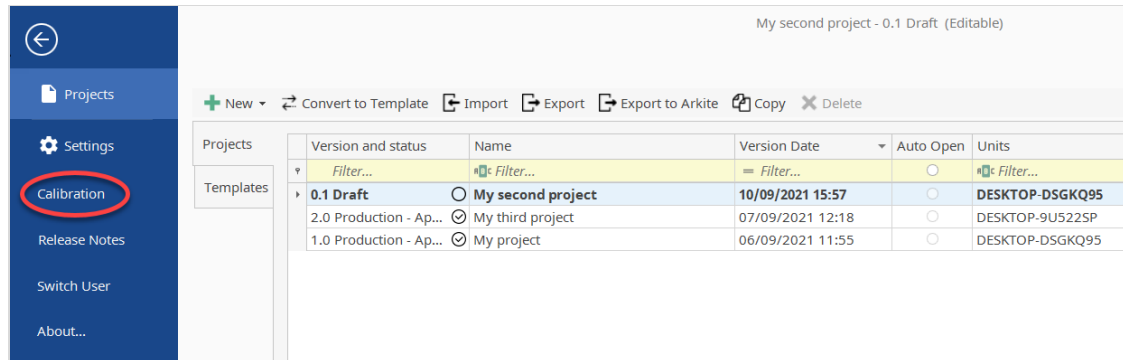 My second project - 0.1 Draft (Editable)
Projects
Settings
Calibration
Release Notes
Switch User
About...
New Convert to Template Import Export Export to Arkite Copy Delete
Projects
Templates
Version and status Name Version Date Auto Open Units
Filter... Filter... = Filter... Filter...
0.1 Draft My second project 10/09/2021 15:57 DESKTOP-DSGKQ95
2.0 Production - Ap... My third project 07/09/2021 12:18 DESKTOP-9U522SP
1.0 Production - Ap... My project 06/09/2021 11:55 DESKTOP-DSGKQ95